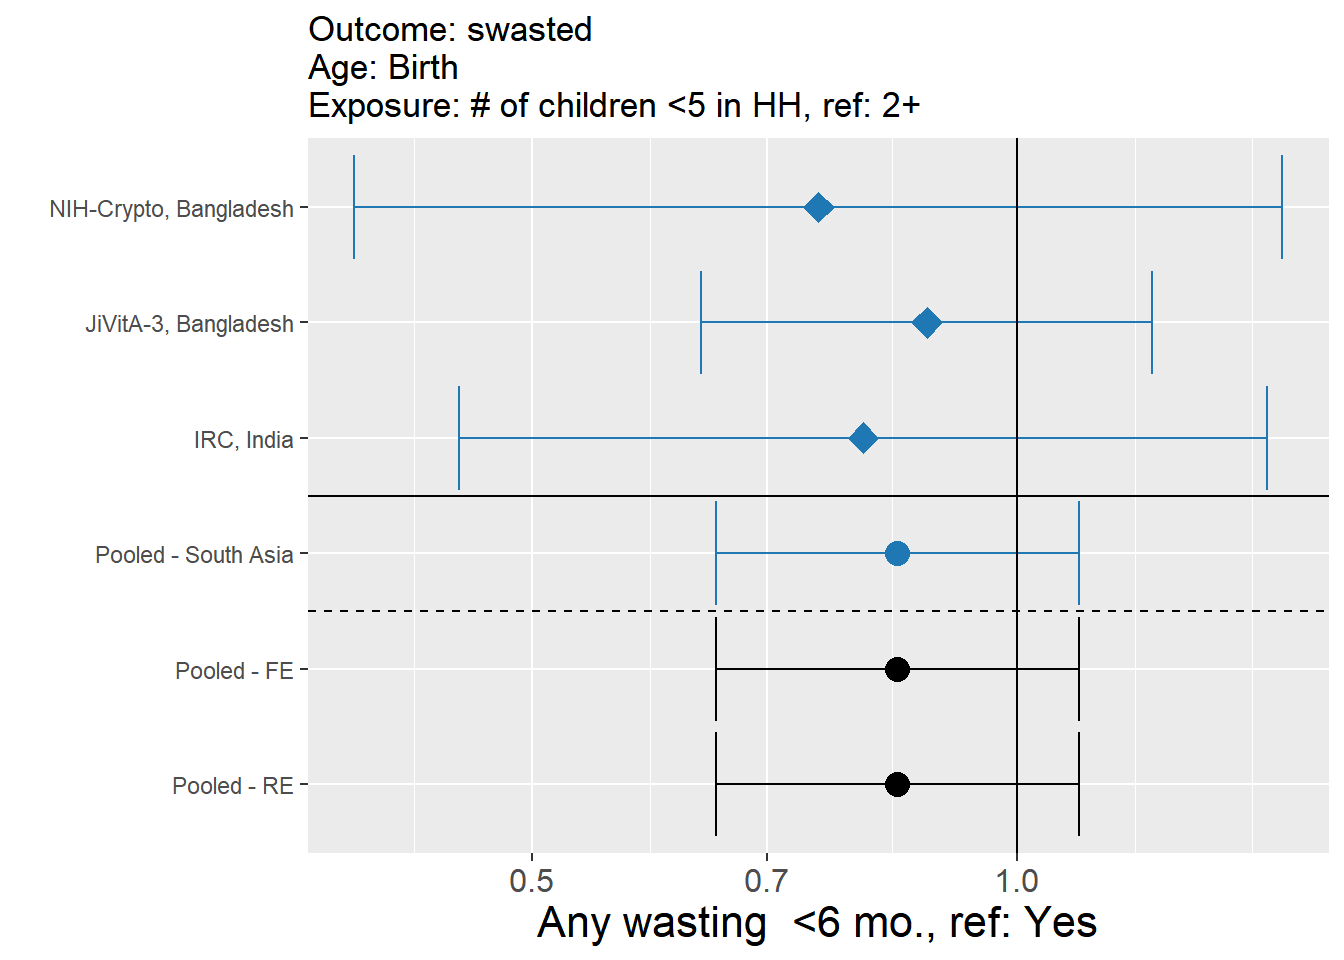 Outcome: swasted
Age: Birth
Exposure: # of children <5 in HH, ref: 2+
NIH-Crypto, Bangladesh
JiVitA-3, Bangladesh
IRC, India
Pooled - South Asia
Pooled - FE
Pooled - RE
0.5 0.7 1.0
Any wasting  <6 mo., ref: Yes